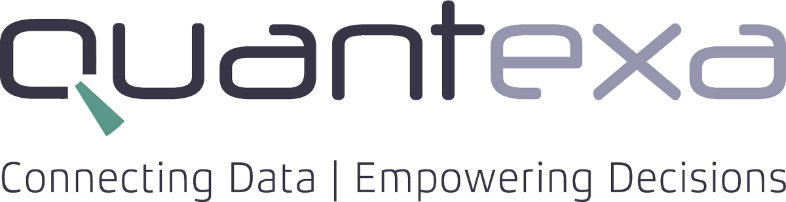 quantexa
Connecting Data | Empowering Decisions